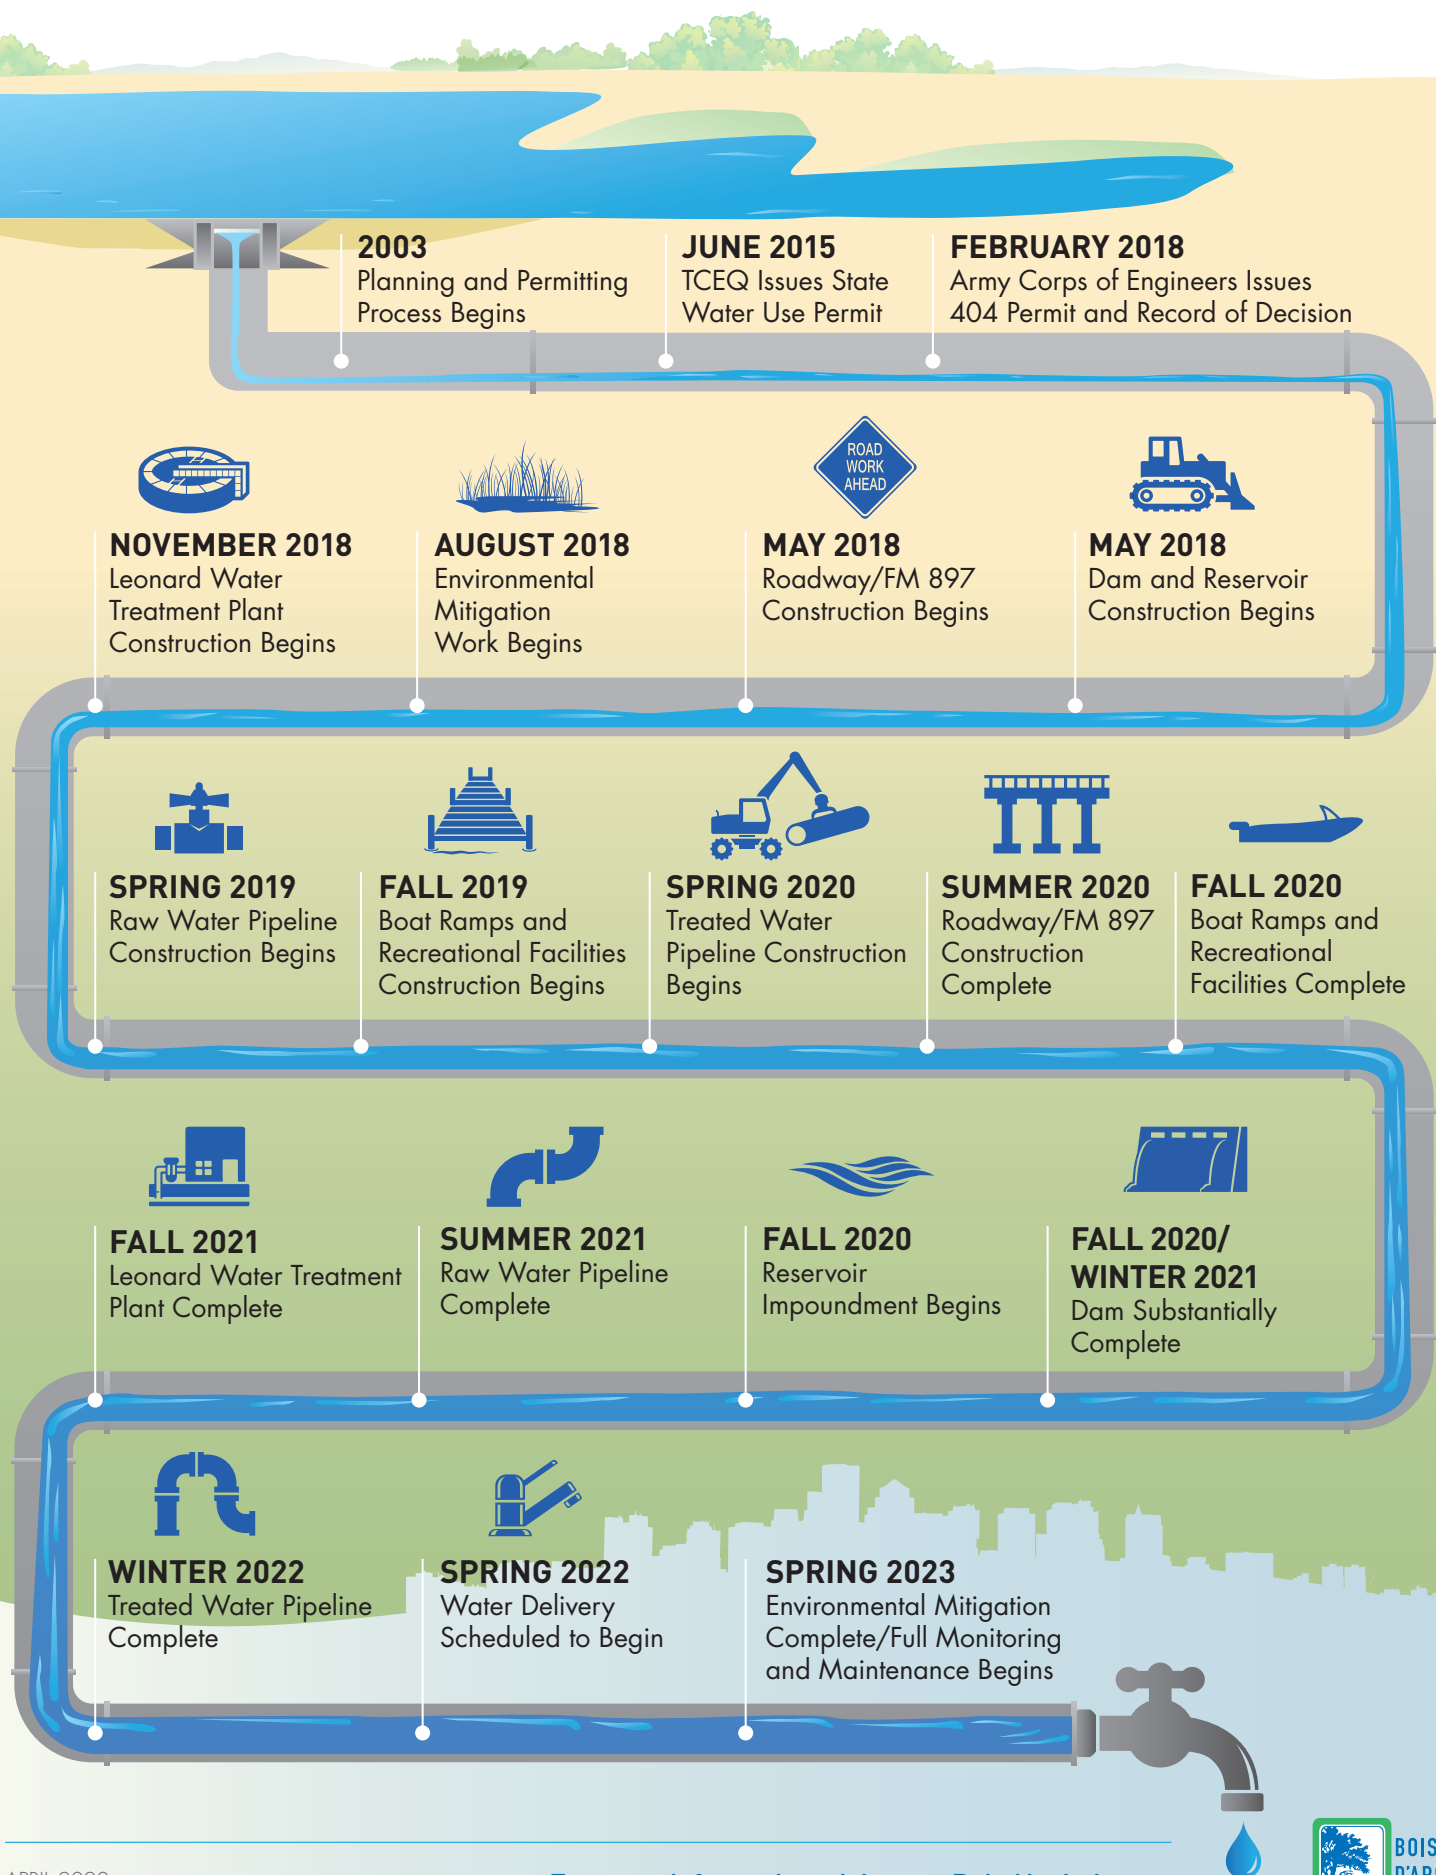 2003
Planning and Permitting
Process Begins
JUNE 2015
TCEQ Issues State
Water Use Permit
FEBRUARY 2018
Army Corps of Engineers Issues
404 Permit and Record of Decision
ROAD
WORK
AHEAD
NOVEMBER 2018
Leonard Water
Treatment Plant
Construction Begins
AUGUST 2018
Environmental
Mitigation
Work Begins
MAY 2018
Roadway/FM 897
Construction Begins
MAY 2018
Dam and Reservoir
Construction Begins
SPRING 2019
Raw Water Pipeline
Construction Begins
FALL 2019
Boat Ramps and
Recreational Facilities
Construction Begins
SPRING 2020
Treated Water
Pipeline Construction
Begins
SUMMER 2020
Roadway/FM 897
Construction
Complete
FALL 2020
Boat Ramps and
Recreational
Facilities Complete
FALL 2021
Leonard Water Treatment
Plant Complete
SUMMER 2021
Raw Water Pipeline
Complete
FALL 2020
Reservoir
Impoundment Begins
FALL 2020/
WINTER 2021
Dam Substantially
Complete
WINTER 2022
Treated Water Pipeline
Complete
SPRING 2022
Water Delivery
Scheduled to Begin
SPRING 2023
Environmental Mitigation
Complete/Full Monitoring
and Maintenance Begins
BOIS